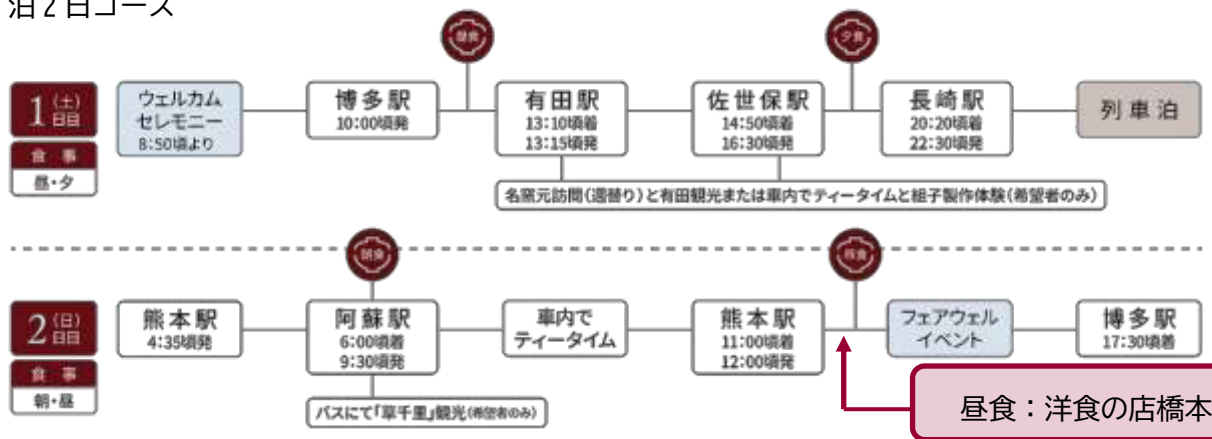 泊2日コース
昼食
夕食
1日目(土)
食事
昼・夕
ウェルカム
セレモニー
8:50頃より
博多駅
10:00頃発
有田駅
13:10頃着
13:15頃発
佐世保駅
14:50頃着
16:30頃発
長崎駅
20:20頃着
22:30頃発
列車泊
名窯元訪問(週替り)と有田観光または車内でティータイムと組子製作体験(希望者のみ)
朝食
昼食
2日目(日)
食事
朝・昼
熊本駅
4:35頃発
阿蘇駅
6:00頃着
9:30頃発
車内で
ティータイム
熊本駅
11:00頃着
12:00頃発
フェアウェル
イベント
博多駅
17:30頃着
バスにて「草千里」観光(希望者のみ)
昼食:洋食の店橋本